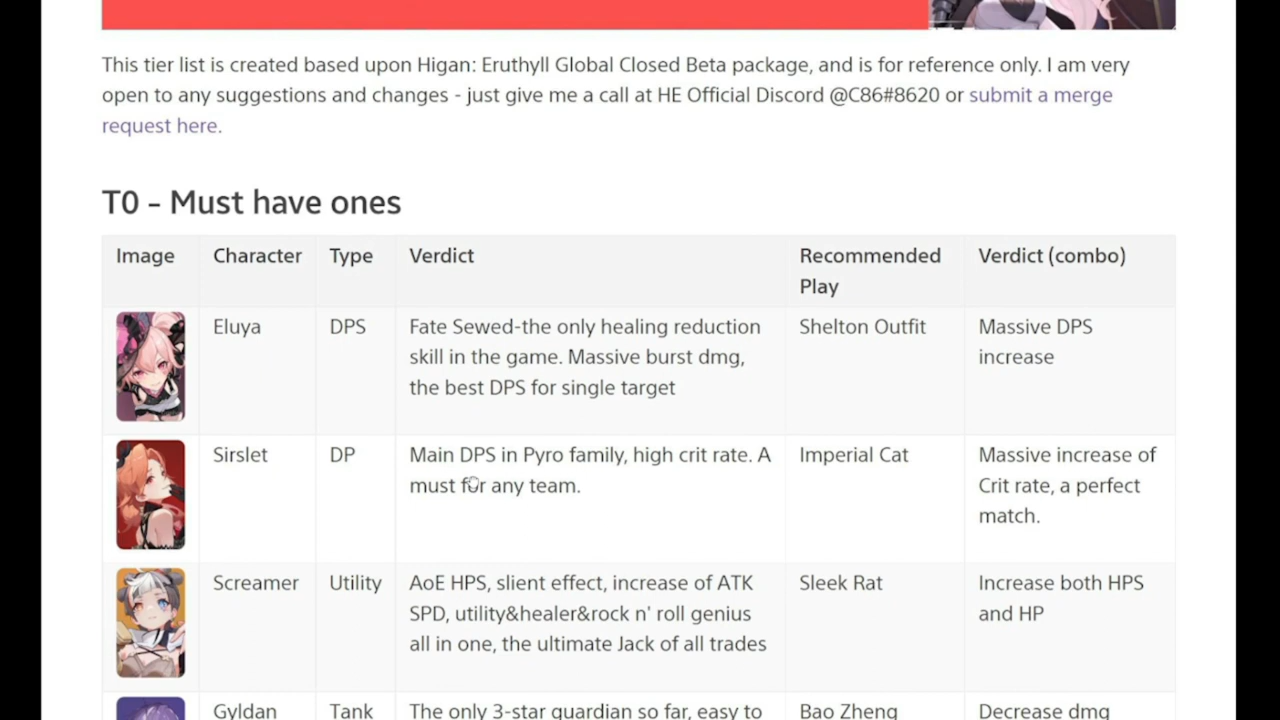 This tier list is created based upon Higan: Eruthyll Global Closed Beta package, and is for reference only. I am very
open to any suggestions and changes - just give me a call at HE Official Discord @C86#8620 or submit a merge
request here.
T0 - Must have ones
Image Character Type Verdict Recommended Play Verdict (combo)
Eluya DPS Fate Sewed-the only healing reduction Shelton Outfit Massive DPS
skill in the game. Massive burst dmg, increase
the best DPS for single target
Sirslet DP Main DPS in Pyro family, high crit rate. A Imperial Cat Massive increase of
must for any team. Crit rate, a perfect
match.
Screamer Utility AoE HPS, slient effect, increase of ATK Sleek Rat Increase both HPS
SPD, utility&healer&rock n' roll genius and HP
all in one, the ultimate Jack of all trades
Gyldan Tank The only 3-star guardian so far, easy to Bao Zheng Decrease dmg